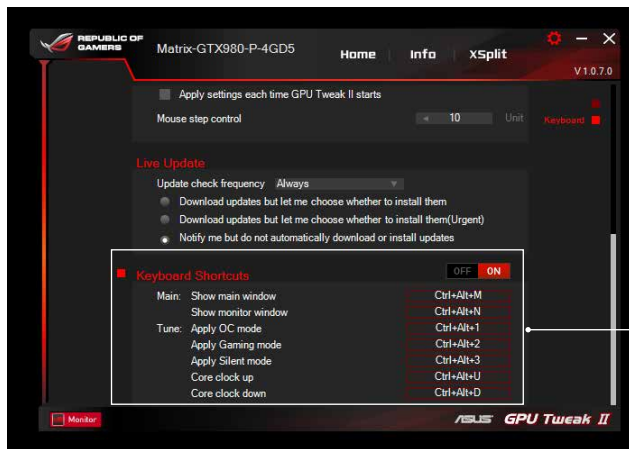 REPUBLIC OF
GAMERS
Matrix-GTX980-P-4GD5
Home Info XSplit
V 1.0.7.0
Apply settings each time GPU Tweak II starts
Mouse step control 10 Unit
Keyboard
Live Update
Update check frequency Always
Download updates but let me choose whether to install them
Download updates but let me choose whether to install them(Urgent)
Notify me but do not automatically download or install updates
Keyboard Shortcuts OFF ON
Main: Show main window Ctrl+Alt+M
Show monitor window Ctrl+Alt+N
Tune: Apply OC mode Ctrl+Alt+1
Apply Gaming mode Ctrl+Alt+2
Apply Silent mode Ctrl+Alt+3
Core clock up Ctrl+Alt+U
Core clock down Ctrl+Alt+D
Monitor
ASUS GPU Tweak II